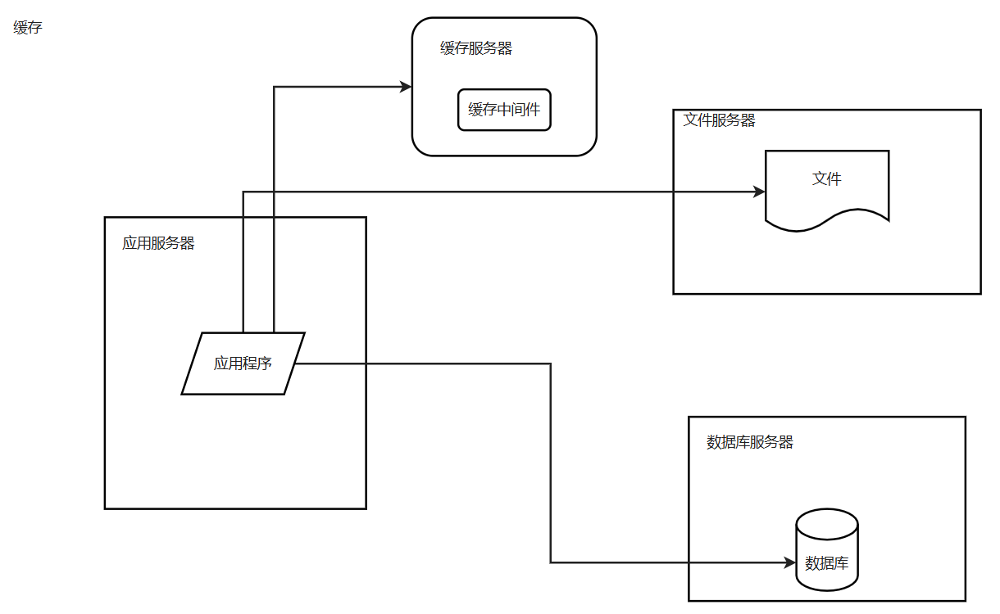 缓存
缓存服务器
缓存中间件
文件服务器
文件
应用服务器
应用程序
数据库服务器
数据库